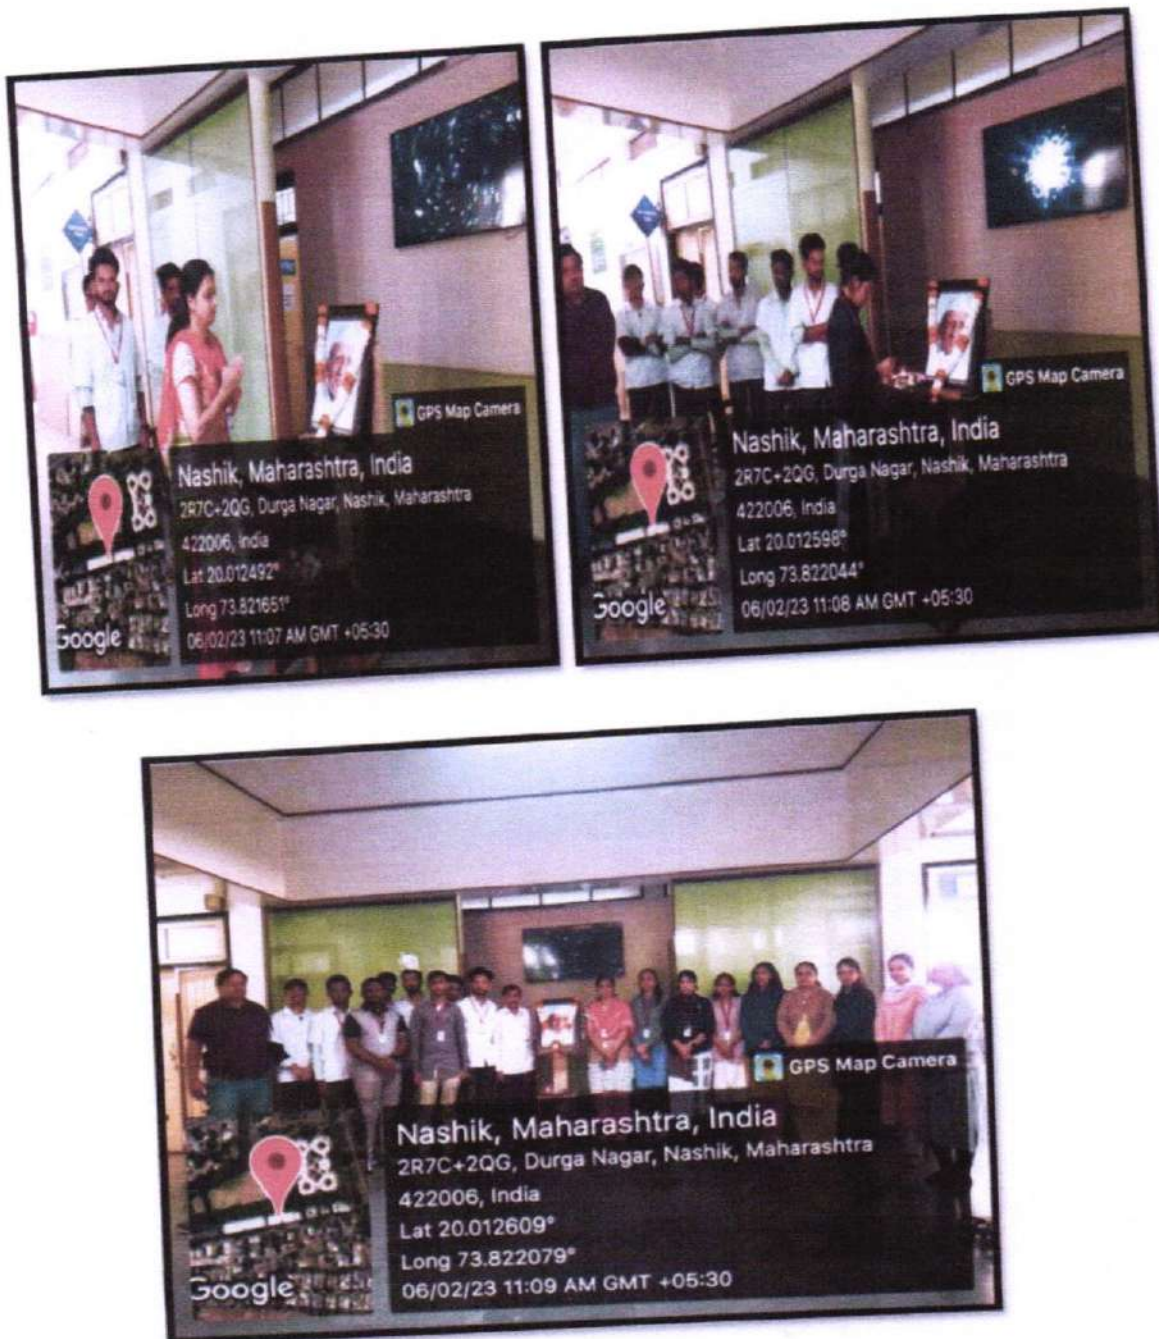 GPS Map Camera
Nashik, Maharashtra, India
2R7C+2QG, Durga Nagar, Nashik, Maharashtra
422006, India
Lat 20.012492°
Long 73.821651°
06/02/23 11:07 AM GMT +05:30
Google
GPS Map Camera
Nashik, Maharashtra, India
2R7C+2QG, Durga Nagar, Nashik, Maharashtra
422006, India
Lat 20.012598°
Long 73.822044°
06/02/23 11:08 AM GMT +05:30
Google
GPS Map Camera
Nashik, Maharashtra, India
2R7C+2QG, Durga Nagar, Nashik, Maharashtra
422006, India
Lat 20.012609°
Long 73.822079°
06/02/23 11:09 AM GMT +05:30
Google